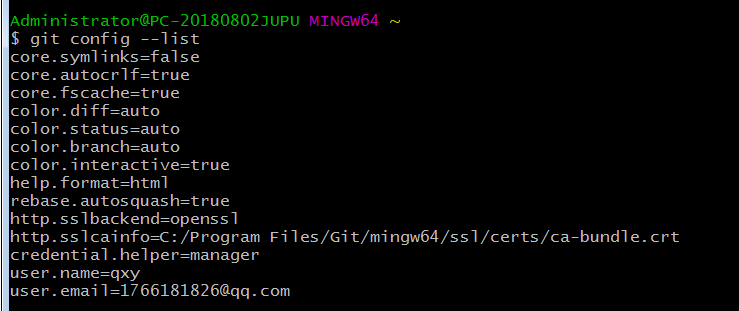 Administrator@PC-20180802JUPU MINGW64 ~
$ git config --list
core.symlinks=false
core.autocrlf=true
core.fscache=true
color.diff=auto
color.status=auto
color.branch=auto
color.interactive=true
help.format=html
rebase.autosquash=true
http.sslbackend=openssl
http.sslcainfo=C:/Program Files/Git/mingw64/ssl/certs/ca-bundle.crt
credential.helper=manager
user.name=qxy
user.email=1766181826@qq.com